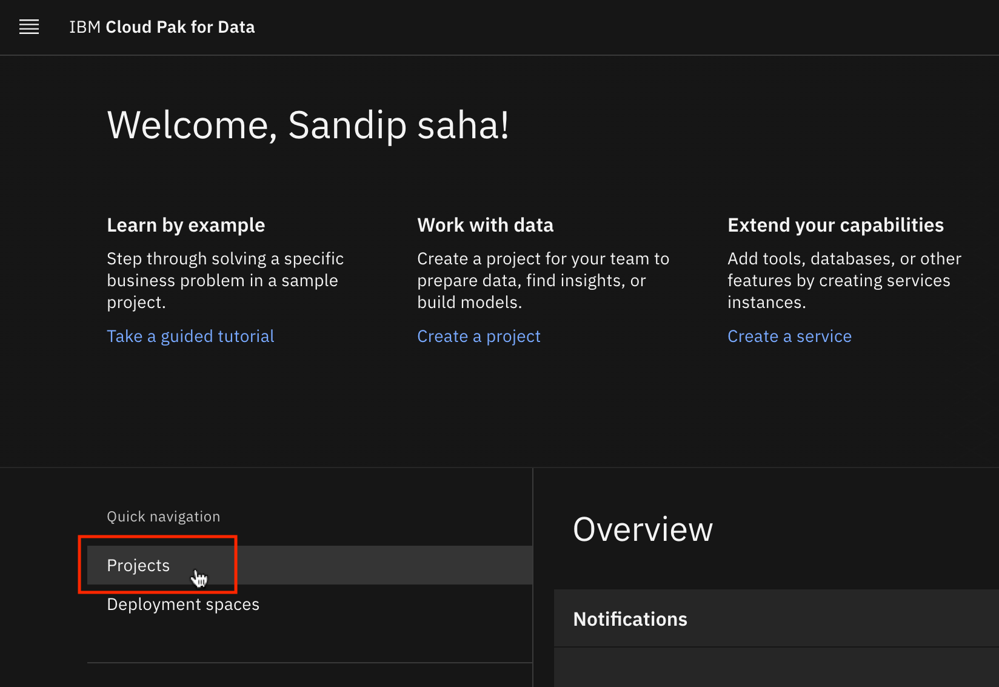 IBM Cloud Pak for Data
Welcome, Sandip saha!
Learn by example
Step through solving a specific
business problem in a sample
project.
Take a guided tutorial
Work with data
Create a project for your team to
prepare data, find insights, or
build models.
Create a project
Extend your capabilities
Add tools, databases, or other
features by creating services
instances.
Create a service
Quick navigation
Projects
Deployment spaces
Overview
Notifications